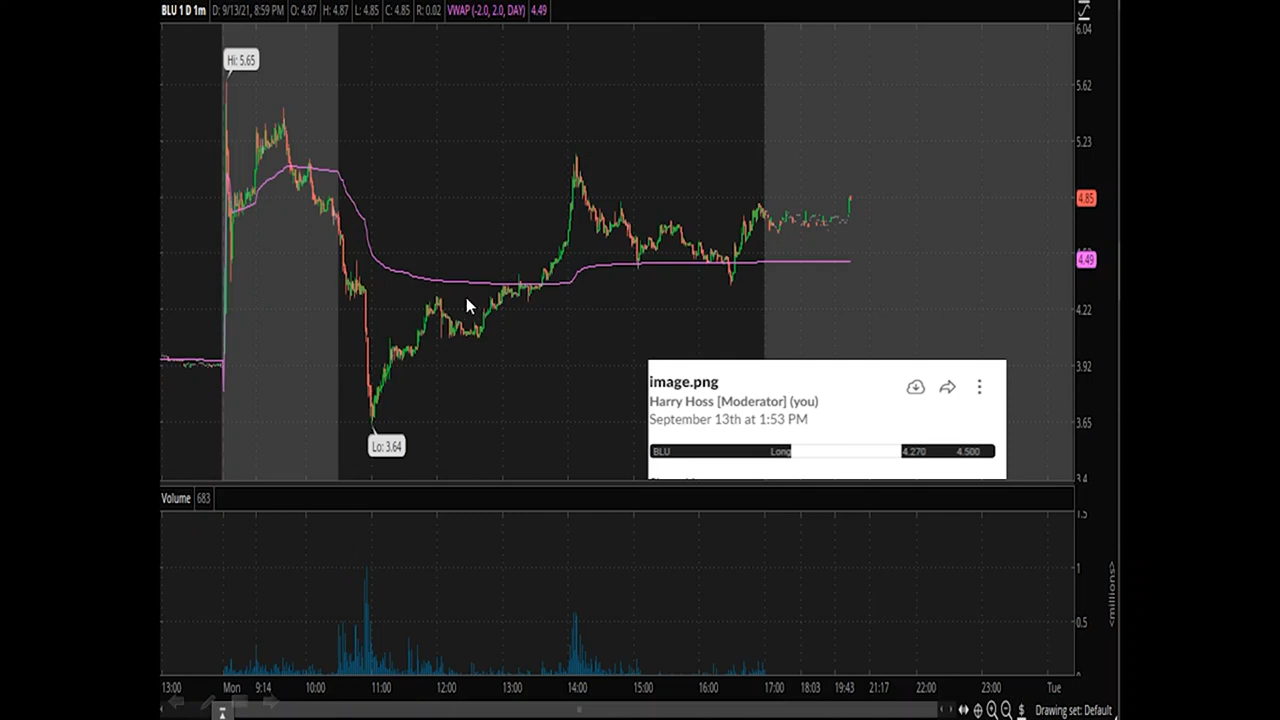 BLU 1 D 1m D: 9/13/21, 8:59 PM O: 4.87 H: 4.87 L: 4.85 C: 4.85 R: 0.02 VWAP (-2.0, 2.0, DAY) 4.49
6.04
Hi: 5.65
5.62
5.23
4.85
4.49
4.22
3.92
image.png
Harry Hoss [Moderator] (you)
September 13th at 1:53 PM
3.65
Lo: 3.64
BLU Long 4.270 4.500
3.4
Volume 683
1.5
1
<millions>
0.5
13:00 Mon 9:14 10:00 11:00 12:00 13:00 14:00 15:00 16:00 17:00 18:03 19:43 21:17 22:00 23:00 Tue
$ Drawing set: Default